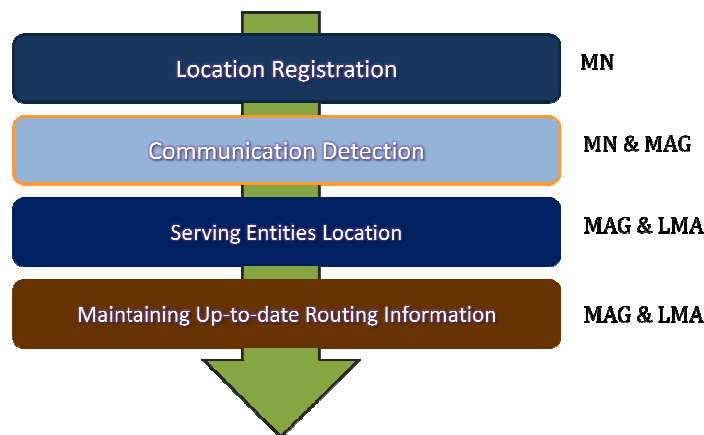 Location Registration
MN
Communication Detection
MN & MAG
Serving Entities Location
MAG & LMA
Maintaining Up-to-date Routing Information
MAG & LMA